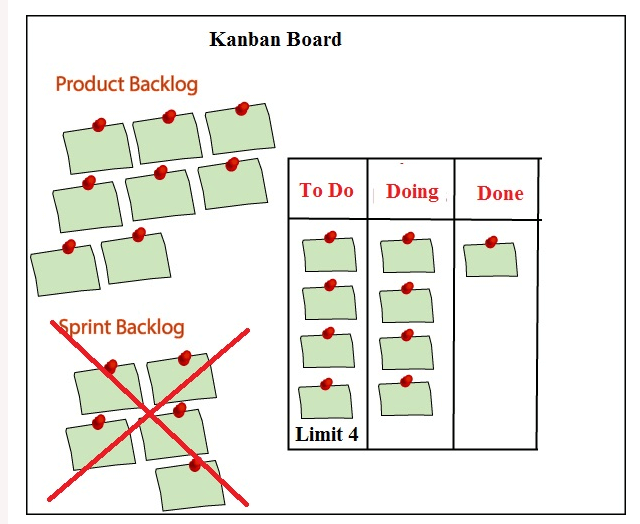 Kanban Board
Product Backlog
To Do
Doing
Done
Sprint Backlog
Limit 4